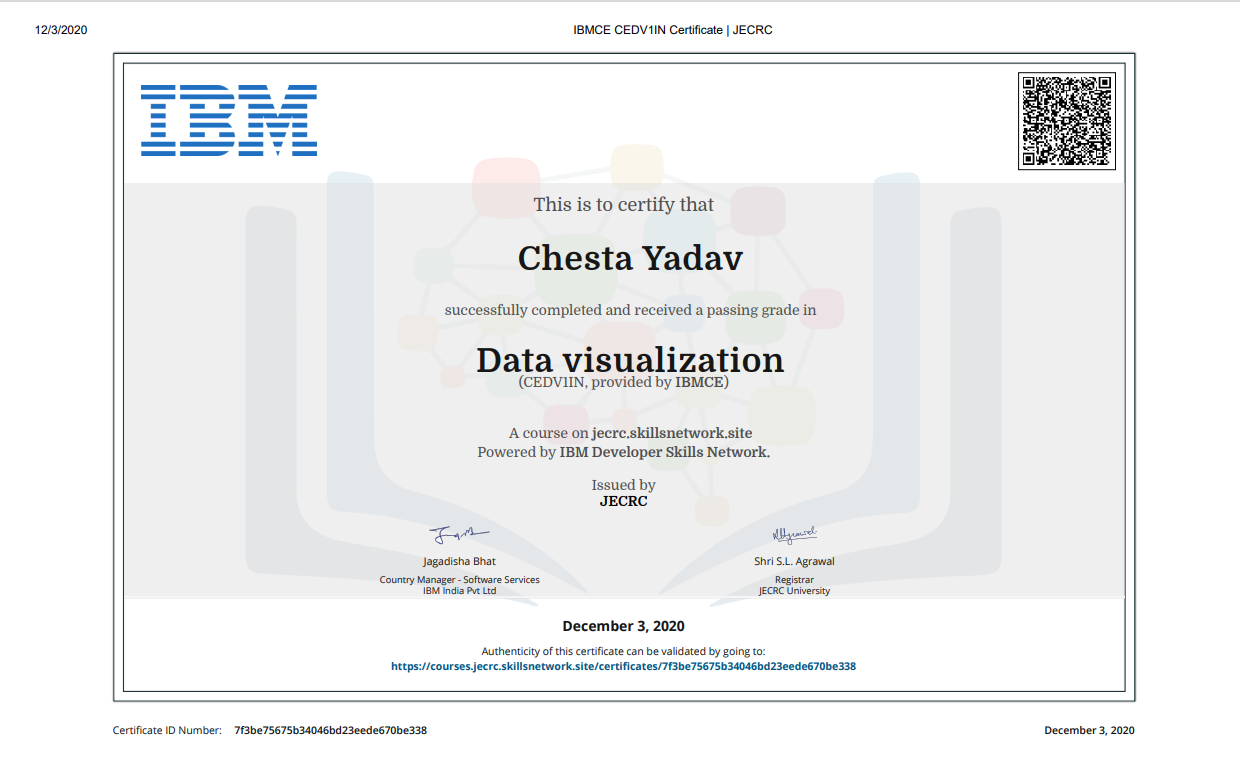 12/3/2020
IBMCE CEDV1IN Certificate | JECRC
IBM
This is to certify that
Chesta Yadav
successfully completed and received a passing grade in
Data visualization
(CEDV1IN, provided by IBMCE)
A course on jecrc.skillsnetwork.site
Powered by IBM Developer Skills Network.
Issued by
JECRC
Jagadisha Bhat
Country Manager - Software Services
IBM India Pvt Ltd
Shri S.L. Agrawal
Registrar
JECRC University
December 3, 2020
Authenticity of this certificate can be validated by going to:
https://courses.jecrc.skillsnetwork.site/certificates/7f3be75675b34046bd23eede670be338
Certificate ID Number: 7f3be75675b34046bd23eede670be338
December 3, 2020